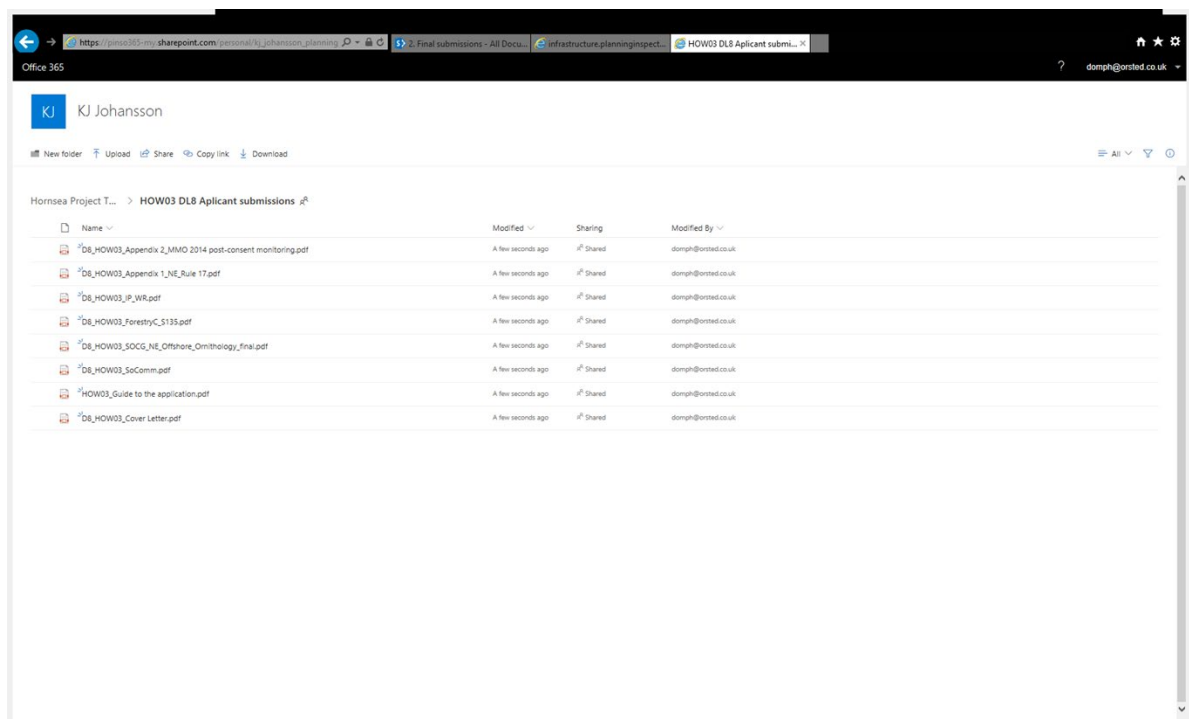 https://pinso365-my.sharepoint.com/personal/kj_johansson_planning 2. Final submissions - All Docu... infrastructure.planninginspect... HOW03 DL8 Aplicant submi... ×
Office 365 ? domph@orsted.co.uk
KJ KJ Johansson
New folder Upload Share Copy link Download All
Hornsea Project T... > HOW03 DL8 Aplicant submissions
Name Modified Sharing Modified By
D8_HOW03_Appendix 2_MMO 2014 post-consent monitoring.pdf A few seconds ago Shared domph@orsted.co.uk
D8_HOW03_Appendix 1_NE_Rule 17.pdf A few seconds ago Shared domph@orsted.co.uk
D8_HOW03_IP_WR.pdf A few seconds ago Shared domph@orsted.co.uk
D8_HOW03_ForestryC_S135.pdf A few seconds ago Shared domph@orsted.co.uk
D8_HOW03_SOCG_NE_Offshore_Ornithology_final.pdf A few seconds ago Shared domph@orsted.co.uk
D8_HOW03_SoComm.pdf A few seconds ago Shared domph@orsted.co.uk
HOW03_Guide to the application.pdf A few seconds ago Shared domph@orsted.co.uk
D8_HOW03_Cover Letter.pdf A few seconds ago Shared domph@orsted.co.uk